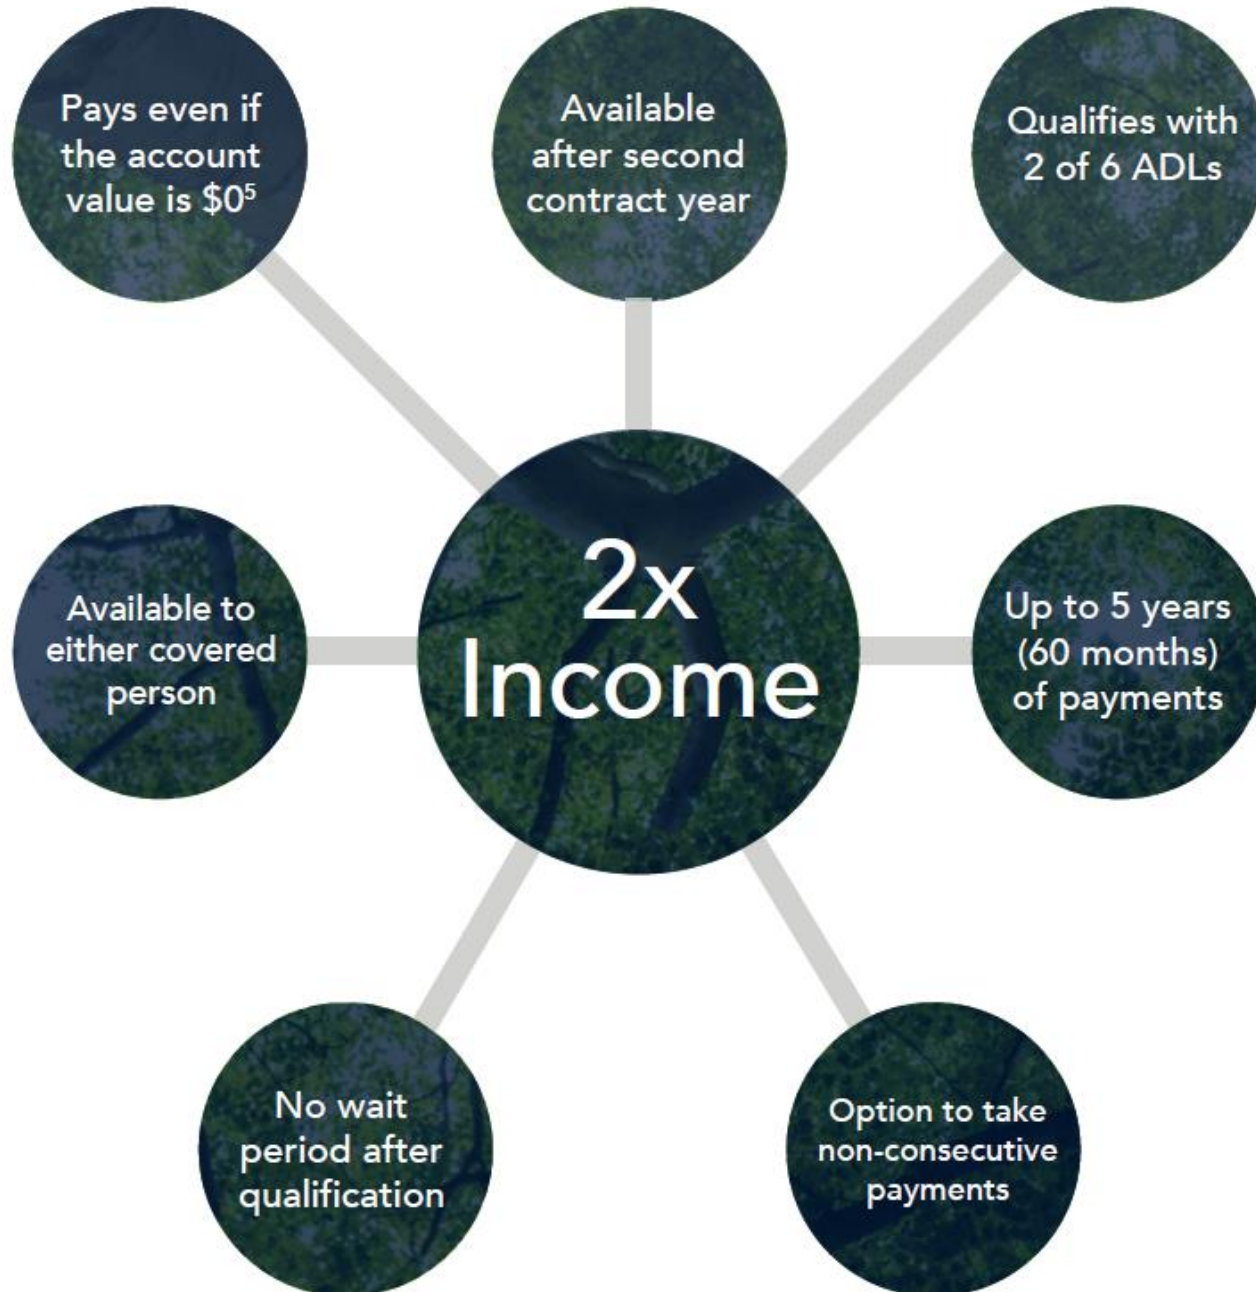 Pays even if
the account
value is $0⁵
Available
after second
contract year
Qualifies with
2 of 6 ADLs
Available to
either covered
person
2x
Income
Up to 5 years
(60 months)
of payments
No wait
period after
qualification
Option to take
non-consecutive
payments